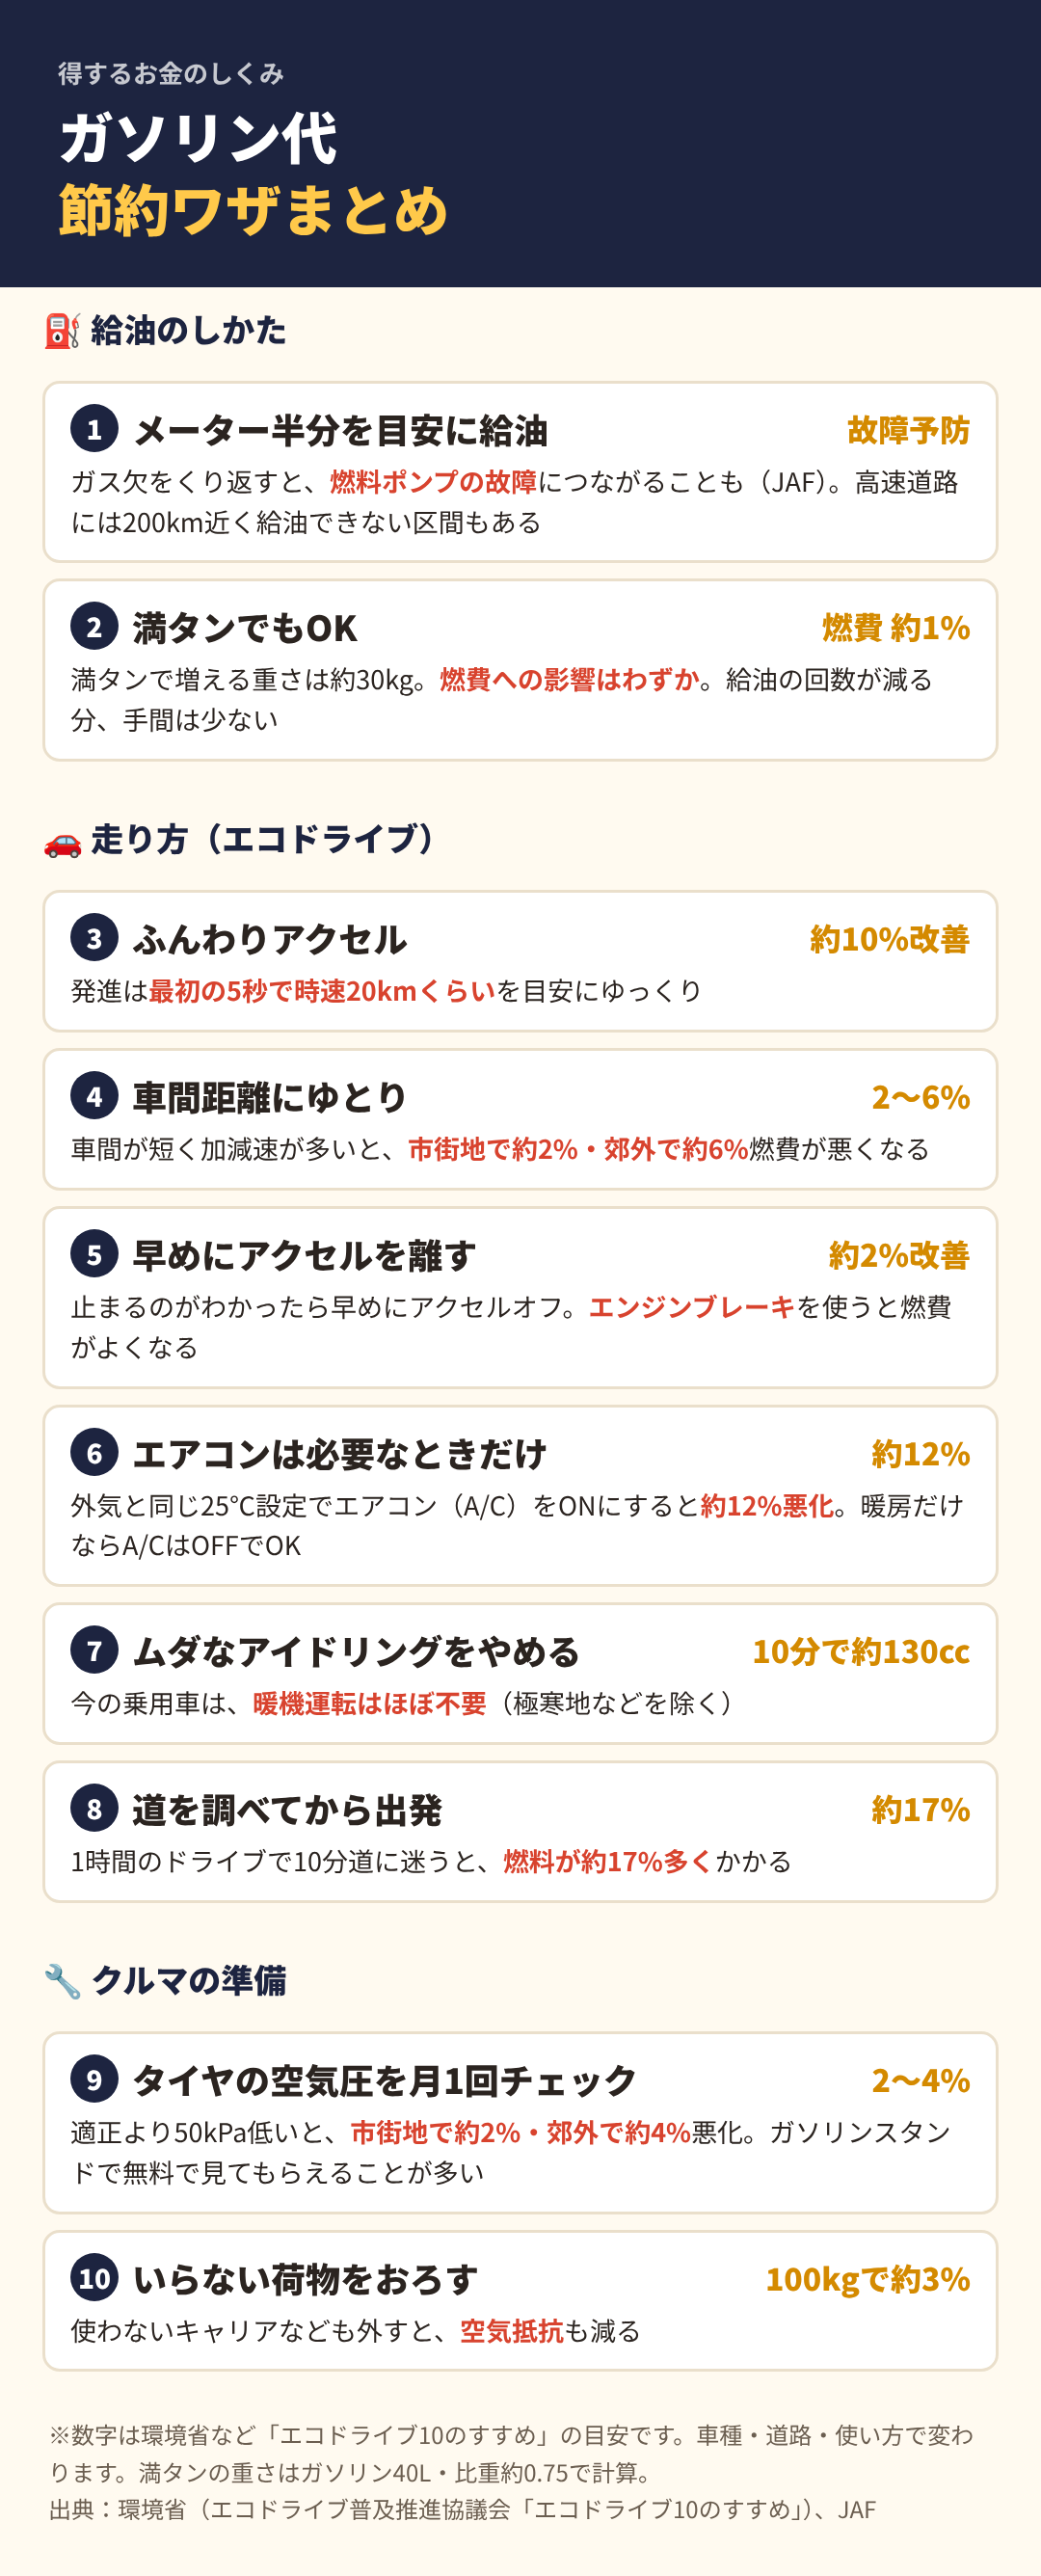 得するお金のしくみ
ガソリン代
節約ワザまとめ
給油のしかた
1 メーター半分を目安に給油 故障予防
ガス欠をくり返すと、燃料ポンプの故障につながることも（JAF）。高速道路
には200km近く給油できない区間もある
2 満タンでもOK 燃費 約1%
満タンで増える重さは約30kg。燃費への影響はわずか。給油の回数が減る
分、手間は少ない
走り方（エコドライブ）
3 ふんわりアクセル 約10%改善
発進は最初の5秒で時速20kmくらいを目安にゆっくり
4 車間距離にゆとり 2〜6%
車間が短く加減速が多いと、市街地で約2%・郊外で約6%燃費が悪くなる
5 早めにアクセルを離す 約2%改善
止まるのがわかったら早めにアクセルオフ。エンジンブレーキを使うと燃費
がよくなる
6 エアコンは必要なときだけ 約12%
外気と同じ25℃設定でエアコン（A/C）をONにすると約12%悪化。暖房だけ
ならA/CはOFFでOK
7 ムダなアイドリングをやめる 10分で約130cc
今の乗用車は、暖機運転はほぼ不要（極寒地などを除く）
8 道を調べてから出発 約17%
1時間のドライブで10分道に迷うと、燃料が約17%多くかかる
クルマの準備
9 タイヤの空気圧を月1回チェック 2〜4%
適正より50kPa低いと、市街地で約2%・郊外で約4%悪化。ガソリンスタン
ドで無料で見てもらえることが多い
10 いらない荷物をおろす 100kgで約3%
使わないキャリアなども外すと、空気抵抗も減る
※数字は環境省など「エコドライブ10のすすめ」の目安です。車種・道路・使い方で変わ
ります。満タンの重さはガソリン40L・比重約0.75で計算。
出典：環境省（エコドライブ普及推進協議会「エコドライブ10のすすめ」）、JAF